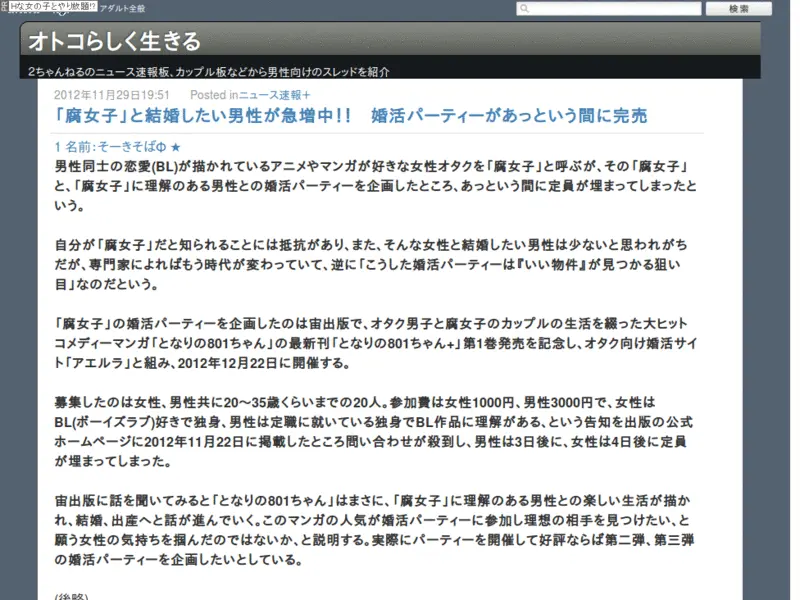 Hな女の子とやり放題!?
アダルト全般
検索
オトコらしく生きる
2ちゃんねるのニュース速報板、カップル板などから男性向けのスレッドを紹介
2012年11月29日19:51 Posted inニュース速報+
「腐女子」と結婚したい男性が急増中!! 婚活パーティーがあっという間に完売
1 名前:そーきそばΦ ★
男性同士の恋愛(BL)が描かれているアニメやマンガが好きな女性オタクを「腐女子」と呼ぶが、その「腐女子」
と、「腐女子」に理解のある男性との婚活パーティーを企画したところ、あっという間に定員が埋まってしまったと
いう。
自分が「腐女子」だと知られることには抵抗があり、また、そんな女性と結婚したい男性は少ないと思われがち
だが、専門家によればもう時代が変わっていて、逆に「こうした婚活パーティーは『いい物件』が見つかる狙い
目」なのだという。
「腐女子」の婚活パーティーを企画したのは宙出版で、オタク男子と腐女子のカップルの生活を綴った大ヒット
コメディーマンガ「となりの801ちゃん」の最新刊「となりの801ちゃん+」第1巻発売を記念し、オタク向け婚活サイ
ト「アエルラ」と組み、2012年12月22日に開催する。
募集したのは女性、男性共に20〜35歳くらいまでの20人。参加費は女性1000円、男性3000円で、女性は
BL(ボーイズラブ)好きで独身、男性は定職に就いている独身でBL作品に理解がある、という告知を出版の公式
ホームページに2012年11月22日に掲載したところ問い合わせが殺到し、男性は3日後に、女性は4日後に定員
が埋まってしまった。
宙出版に話を聞いてみると「となりの801ちゃん」はまさに、「腐女子」に理解のある男性との楽しい生活が描か
れ、結婚、出産へと話が進んでいく。このマンガの人気が婚活パーティーに参加し理想の相手を見つけたい、と
願う女性の気持ちを掴んだのではないか、と説明する。実際にパーティーを開催して好評ならば第二弾、第三弾
の婚活パーティーを企画したいとしている。
(後略)